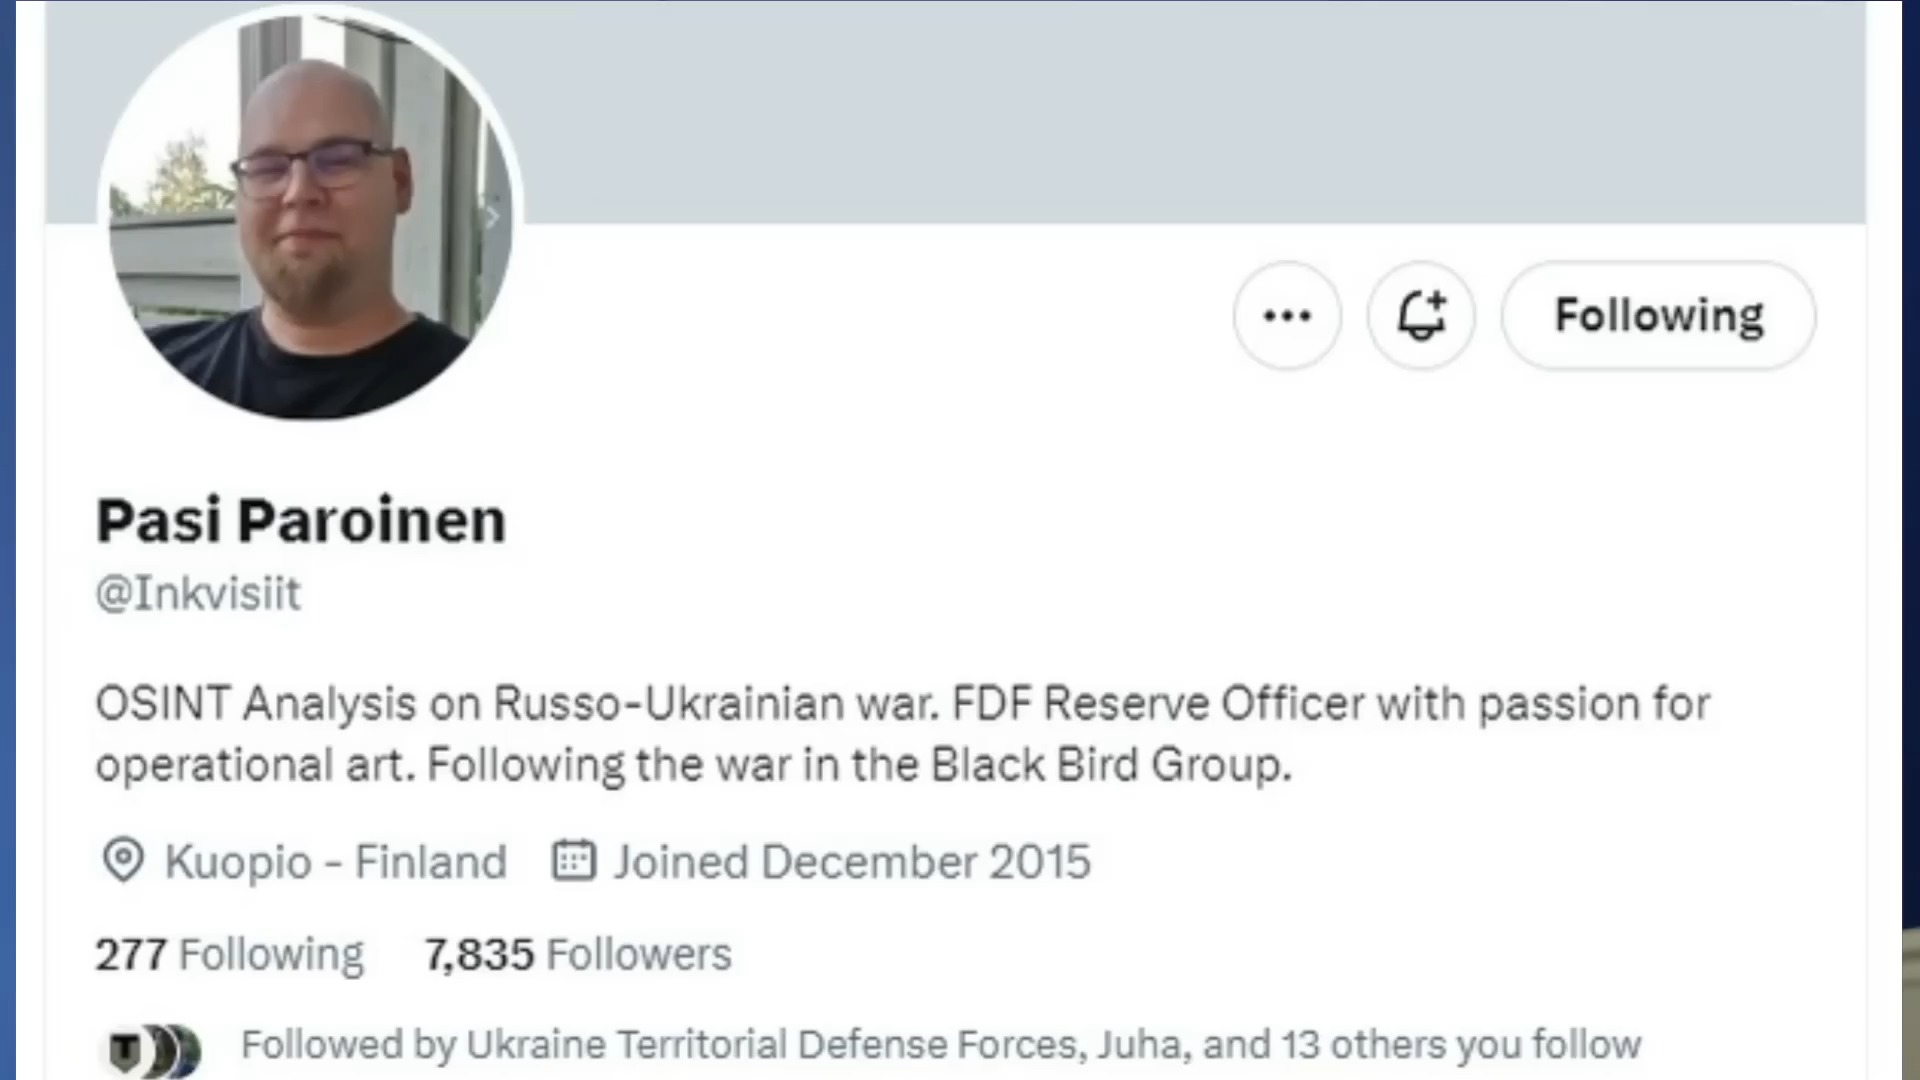 Following
Pasi Paroinen
@Inkvisiit
OSINT Analysis on Russo-Ukrainian war. FDF Reserve Officer with passion for
operational art. Following the war in the Black Bird Group.
Kuopio - Finland Joined December 2015
277 Following 7,835 Followers
Followed by Ukraine Territorial Defense Forces, Juha, and 13 others you follow